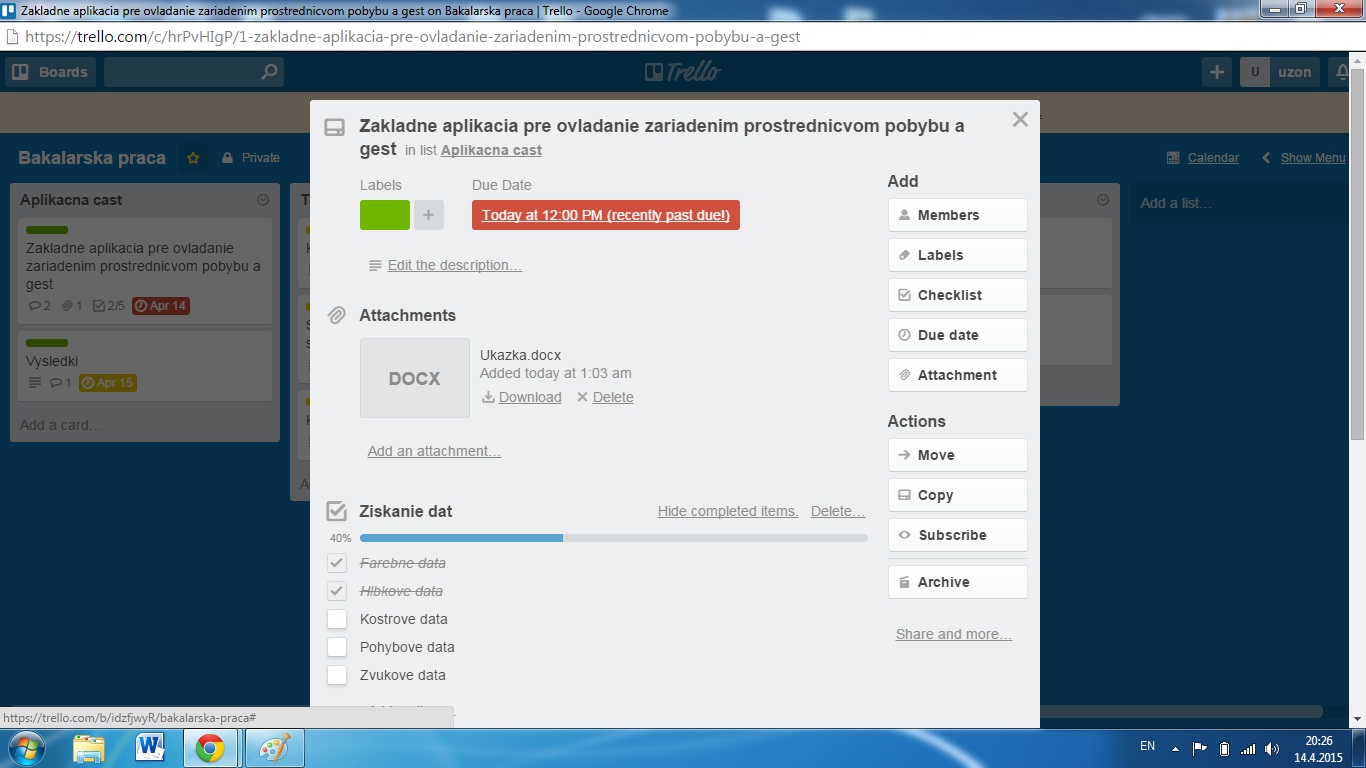 Zakladne aplikacia pre ovladanie zariadenim prostrednicvom pobybu a gest on Bakalarska praca | Trello - Google Chrome
https://trello.com/c/hrPvHIgP/1-zakladne-aplikacia-pre-ovladanie-zariadenim-prostrednicvom-pobybu-a-gest
Boards
Trello
U uzon
Bakalarska praca
Private
Calendar
Show Menu
Aplikacna cast
Zakladne aplikacia pre ovladanie
zariadenim prostrednicvom pobybu a
gest
2 1 2/5 Apr 14
Vysledki
1 Apr 15
Add a card…
Add a list…
Zakladne aplikacia pre ovladanie zariadenim prostrednicvom pobybu a
gest in list Aplikacna cast
Labels
Due Date
+
Today at 12:00 PM (recently past due!)
Edit the description…
Attachments
DOCX
Ukazka.docx
Added today at 1:03 am
Download
Delete
Add an attachment…
Ziskanie dat
Hide completed items.
Delete…
40%
Farebne data
Hlbkove data
Kostrove data
Pohybove data
Zvukove data
Add
Members
Labels
Checklist
Due date
Attachment
Actions
Move
Copy
Subscribe
Archive
Share and more…
https://trello.com/b/idzfjwyR/bakalarska-praca#
EN
20:26
14.4.2015